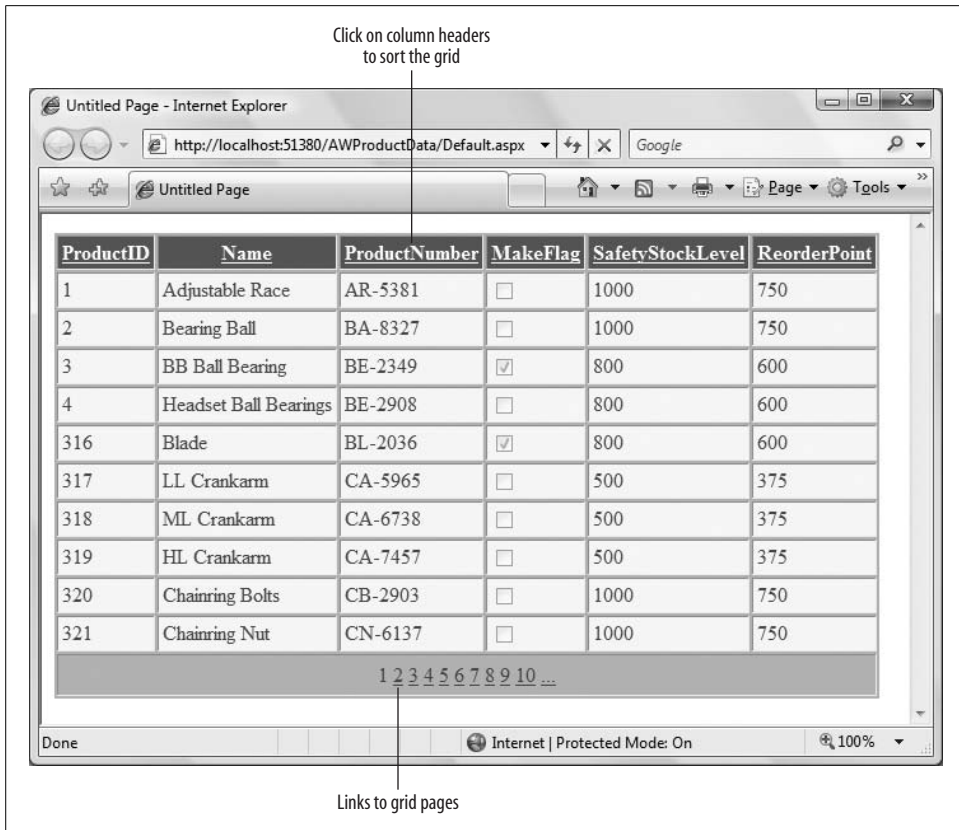 Click on column headers
to sort the grid
Untitled Page - Internet Explorer
http://localhost:51380/AWProductData/Default.aspx Google
Untitled Page Page Tools »
ProductID Name ProductNumber MakeFlag SafetyStockLevel ReorderPoint
1 Adjustable Race AR-5381 1000 750
2 Bearing Ball BA-8327 1000 750
3 BB Ball Bearing BE-2349 800 600
4 Headset Ball Bearings BE-2908 800 600
316 Blade BL-2036 800 600
317 LL Crankarm CA-5965 500 375
318 ML Crankarm CA-6738 500 375
319 HL Crankarm CA-7457 500 375
320 Chainring Bolts CB-2903 1000 750
321 Chainring Nut CN-6137 1000 750
1 2 3 4 5 6 7 8 9 10 ...
Done Internet | Protected Mode: On 100%
Links to grid pages